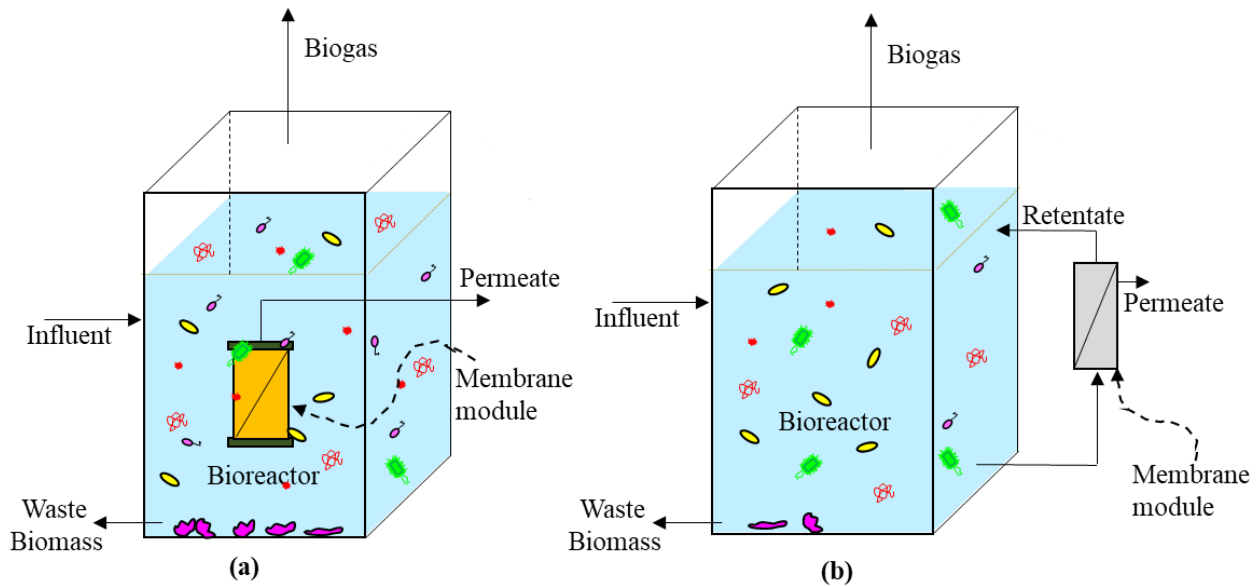 Biogas
Permeate
Influent
Membrane
module
Bioreactor
Waste
Biomass
(a)
Biogas
Retentate
Permeate
Influent
Bioreactor
Membrane
module
Waste
Biomass
(b)